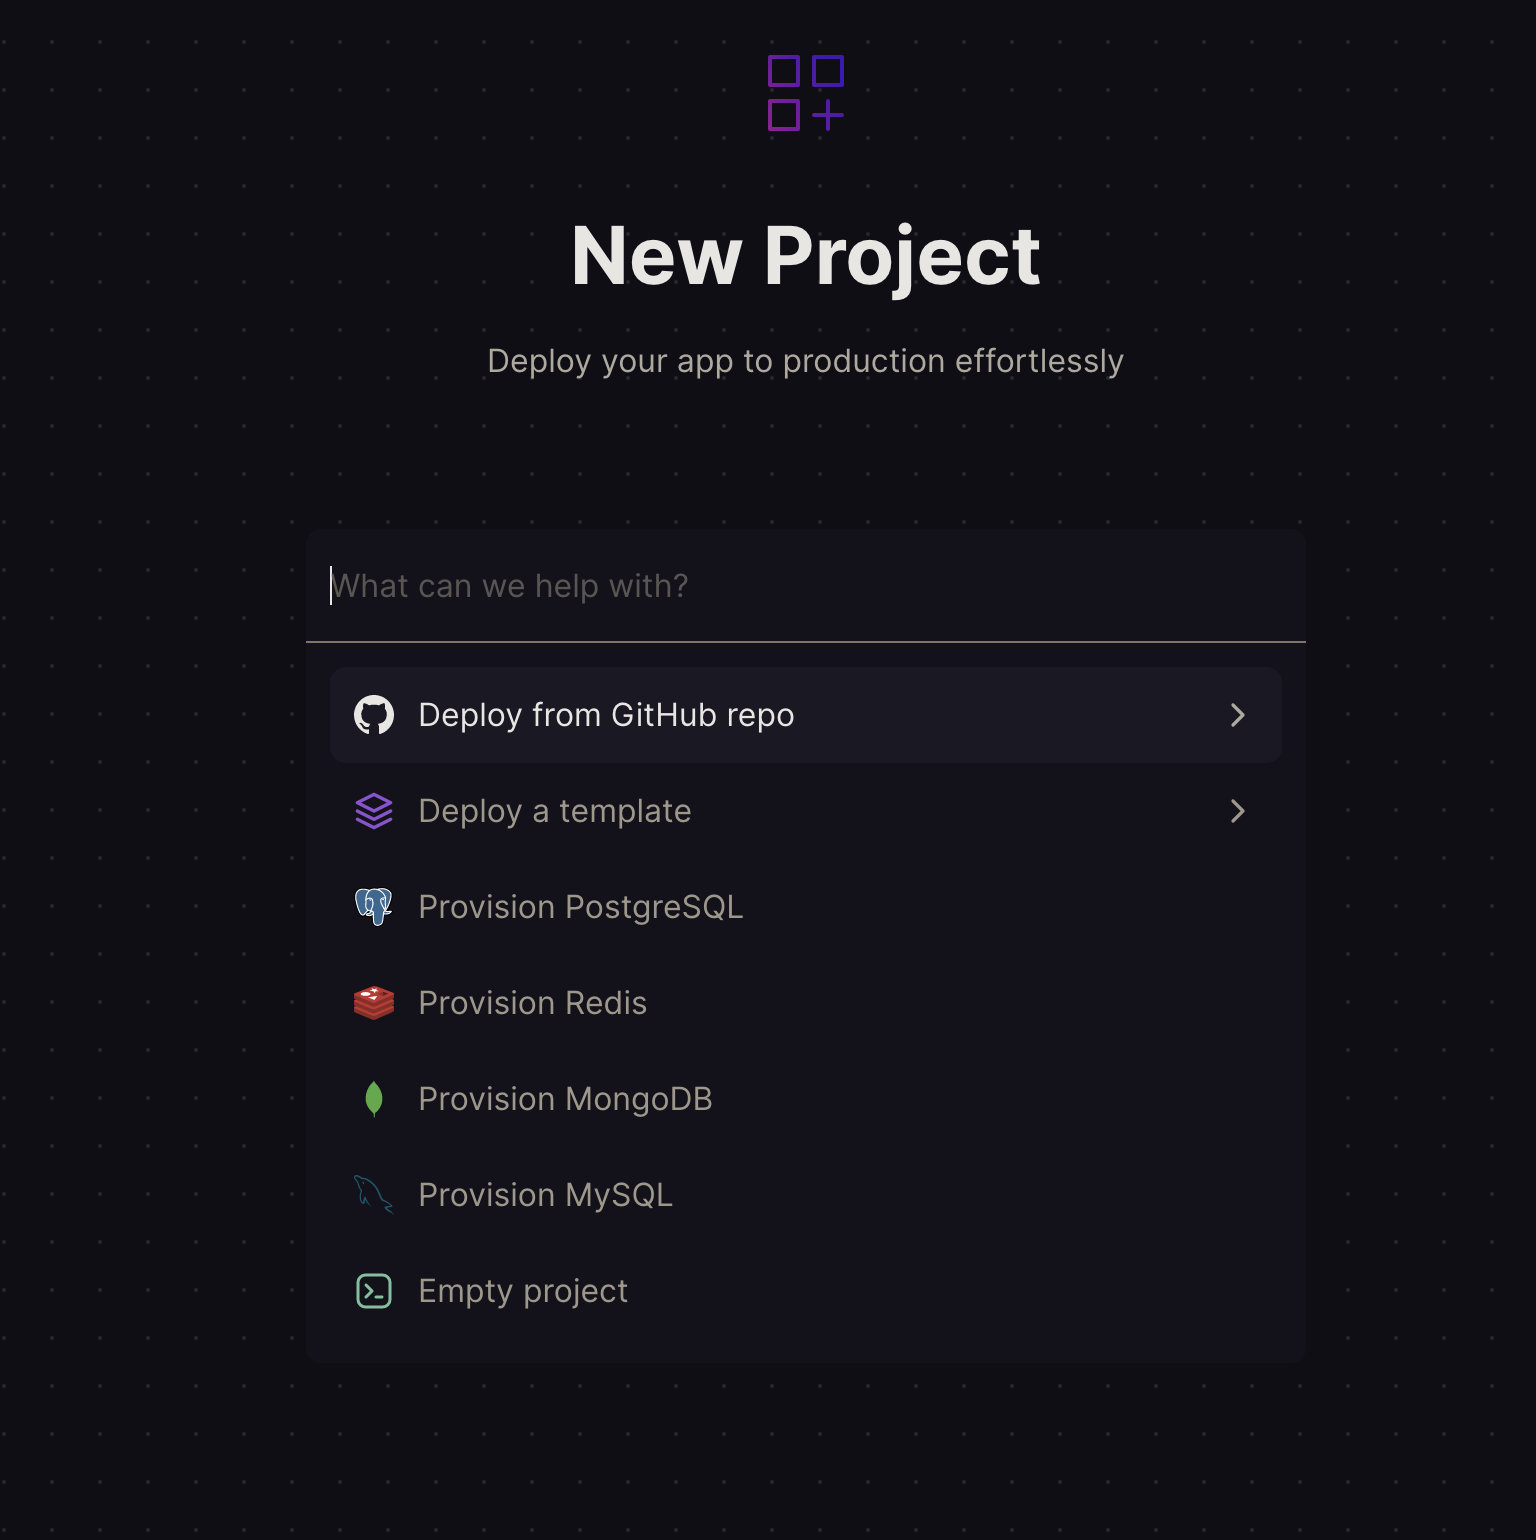 New Project
Deploy your app to production effortlessly
What can we help with?
Deploy from GitHub repo
Deploy a template
Provision PostgreSQL
Provision Redis
Provision MongoDB
Provision MySQL
Empty project